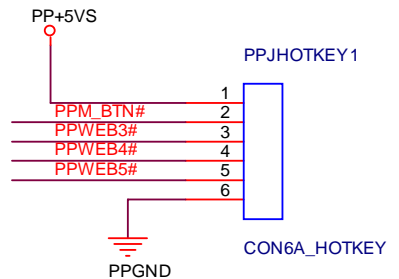 PP+5VS
PPJHOTKEY1
1
PPM_BTN# 2
PPWEB3# 3
PPWEB4# 4
PPWEB5# 5
6
CON6A_HOTKEY
PPGND